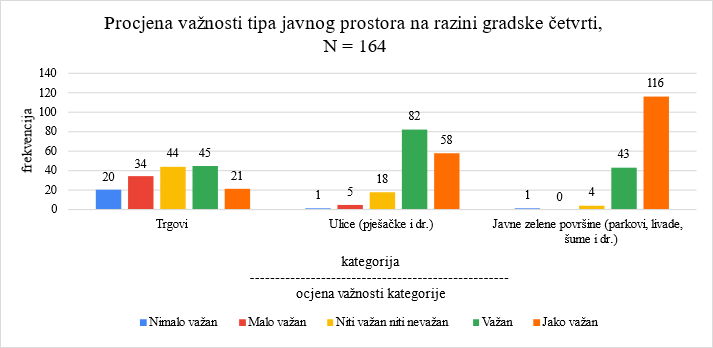 Procjena važnosti tipa javnog prostora na razini gradske četvrti,
N = 164
frekvencija
140
120
100
80
60
40
20
0
20
34
44
45
21
1
5
18
82
58
1
0
4
43
116
Trgovi
Ulice (pješačke i dr.)
Javne zelene površine (parkovi, livade,
šume i dr.)
kategorija
--------------------------------------------------
ocjena važnosti kategorije
Nimalo važan
Malo važan
Niti važan niti nevažan
Važan
Jako važan